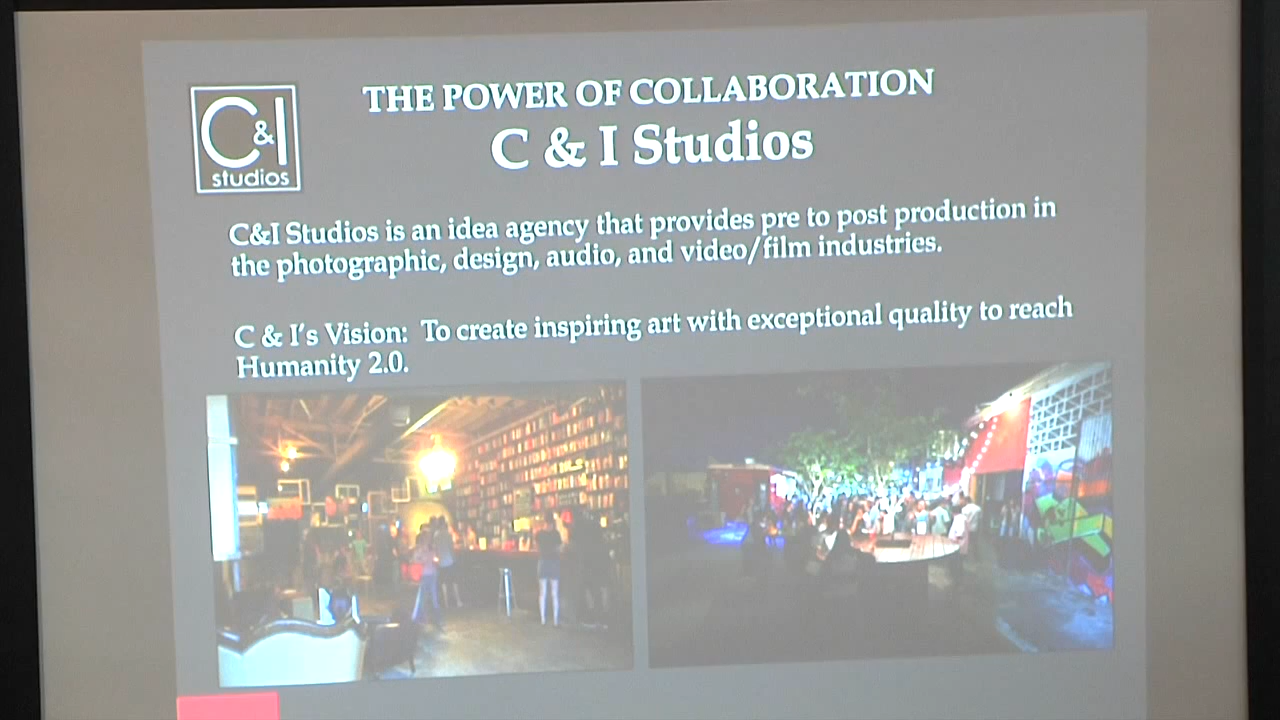 C&I
studios
THE POWER OF COLLABORATION
C & I Studios
C&I Studios is an idea agency that provides pre to post production in
the photographic, design, audio, and video/film industries.
C & I's Vision: To create inspiring art with exceptional quality to reach
Humanity 2.0.